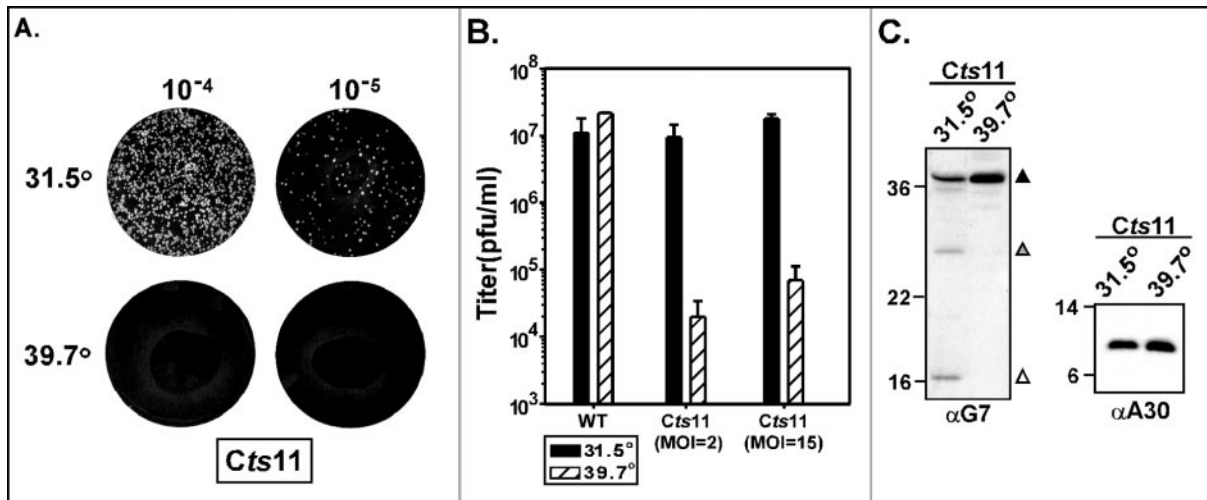 A.
10⁻⁴ 10⁻⁵
31.5°
39.7°
Cts11
B.
Titer(pfu/ml)
10⁸
10⁷
10⁶
10⁵
10⁴
10³
WT Cts11 Cts11
(MOI=2) (MOI=15)
31.5°
39.7°
C.
Cts11
31.5° 39.7°
36
22
16
αG7
Cts11
31.5° 39.7°
14
6
αA30